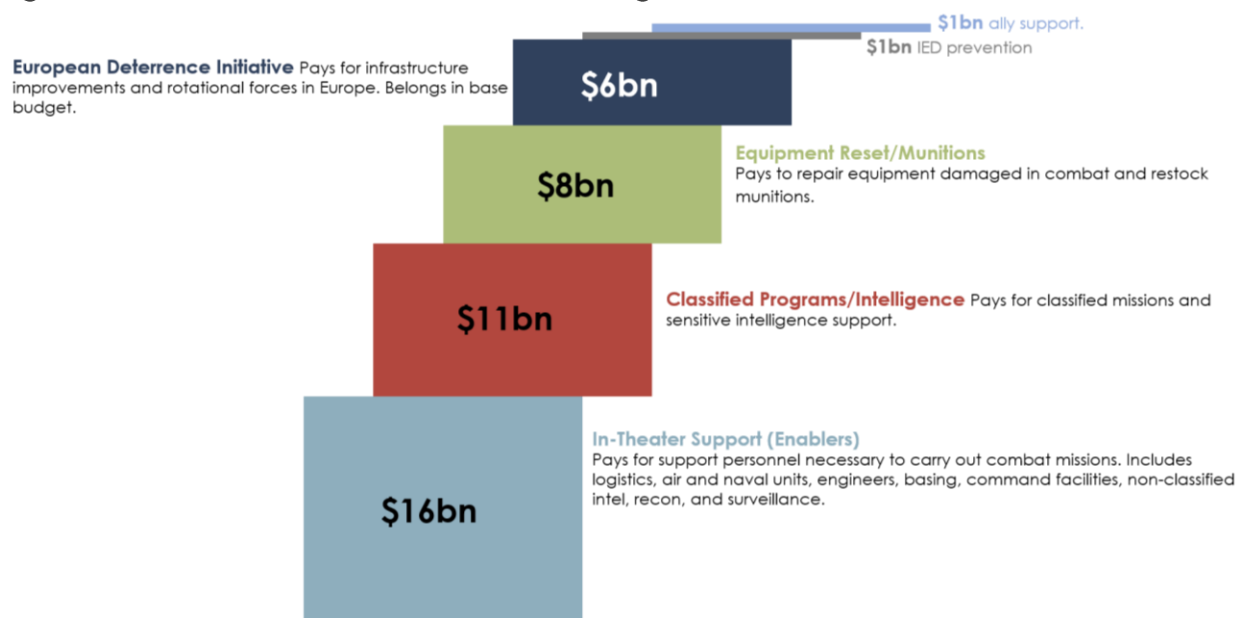 $1bn ally support.
$1bn IED prevention
European Deterrence Initiative Pays for infrastructure
improvements and rotational forces in Europe. Belongs in base
budget.
$6bn
Equipment Reset/Munitions
Pays to repair equipment damaged in combat and restock
munitions.
$8bn
Classified Programs/Intelligence Pays for classified missions and
sensitive intelligence support.
$11bn
In-Theater Support (Enablers)
Pays for support personnel necessary to carry out combat missions. Includes
logistics, air and naval units, engineers, basing, command facilities, non-classified
intel, recon, and surveillance.
$16bn